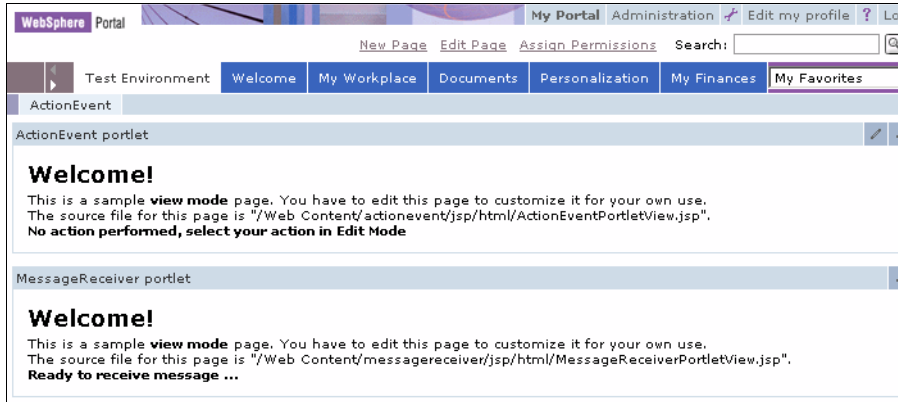 WebSphere Portal
My Portal Administration Edit my profile ? Lo
New Page Edit Page Assign Permissions Search:
Test Environment Welcome My Workplace Documents Personalization My Finances My Favorites
ActionEvent
ActionEvent portlet
Welcome!
This is a sample view mode page. You have to edit this page to customize it for your own use.
The source file for this page is "/Web Content/actionevent/jsp/html/ActionEventPortletView.jsp".
No action performed, select your action in Edit Mode
MessageReceiver portlet
Welcome!
This is a sample view mode page. You have to edit this page to customize it for your own use.
The source file for this page is "/Web Content/messagereceiver/jsp/html/MessageReceiverPortletView.jsp".
Ready to receive message ...